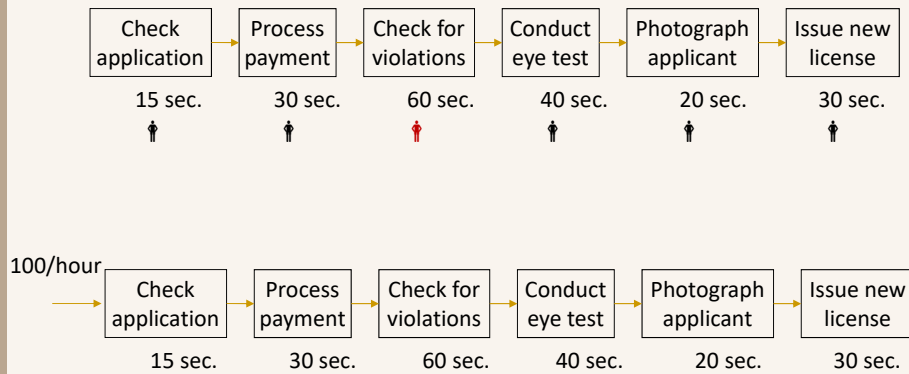 Check application
Process payment
Check for violations
Conduct eye test
Photograph applicant
Issue new license
15 sec.
30 sec.
60 sec.
40 sec.
20 sec.
30 sec.
100/hour
Check application
Process payment
Check for violations
Conduct eye test
Photograph applicant
Issue new license
15 sec.
30 sec.
60 sec.
40 sec.
20 sec.
30 sec.